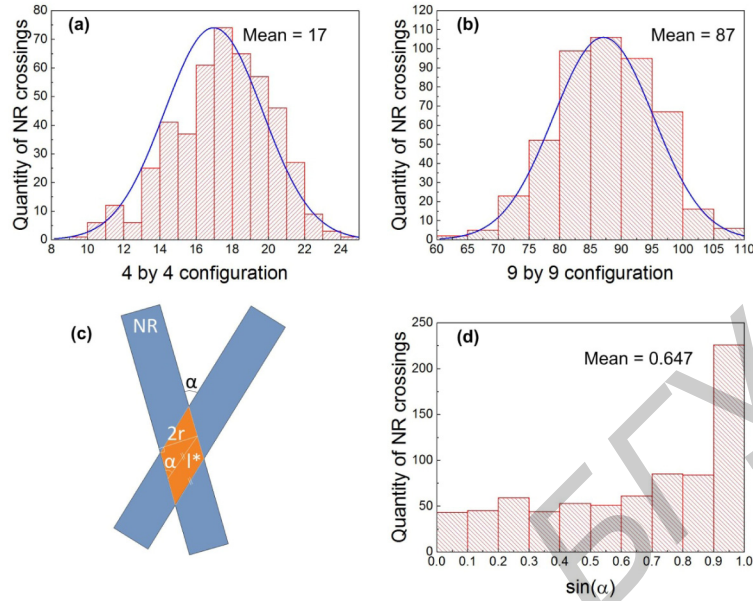 (a)
Mean = 17
Quantity of NR crossings
80
70
60
50
40
30
20
10
0
8 10 12 14 16 18 20 22 24
4 by 4 configuration
(b)
Mean = 87
Quantity of NR crossings
120
110
100
90
80
70
60
50
40
30
20
10
0
60 65 70 75 80 85 90 95 100 105 110
9 by 9 configuration
(c)
NR
α
2r
α
l*
(d)
Mean = 0.647
Quantity of NR crossings
250
200
150
100
50
0
0.0 0.1 0.2 0.3 0.4 0.5 0.6 0.7 0.8 0.9 1.0
sin(α)
БГУ